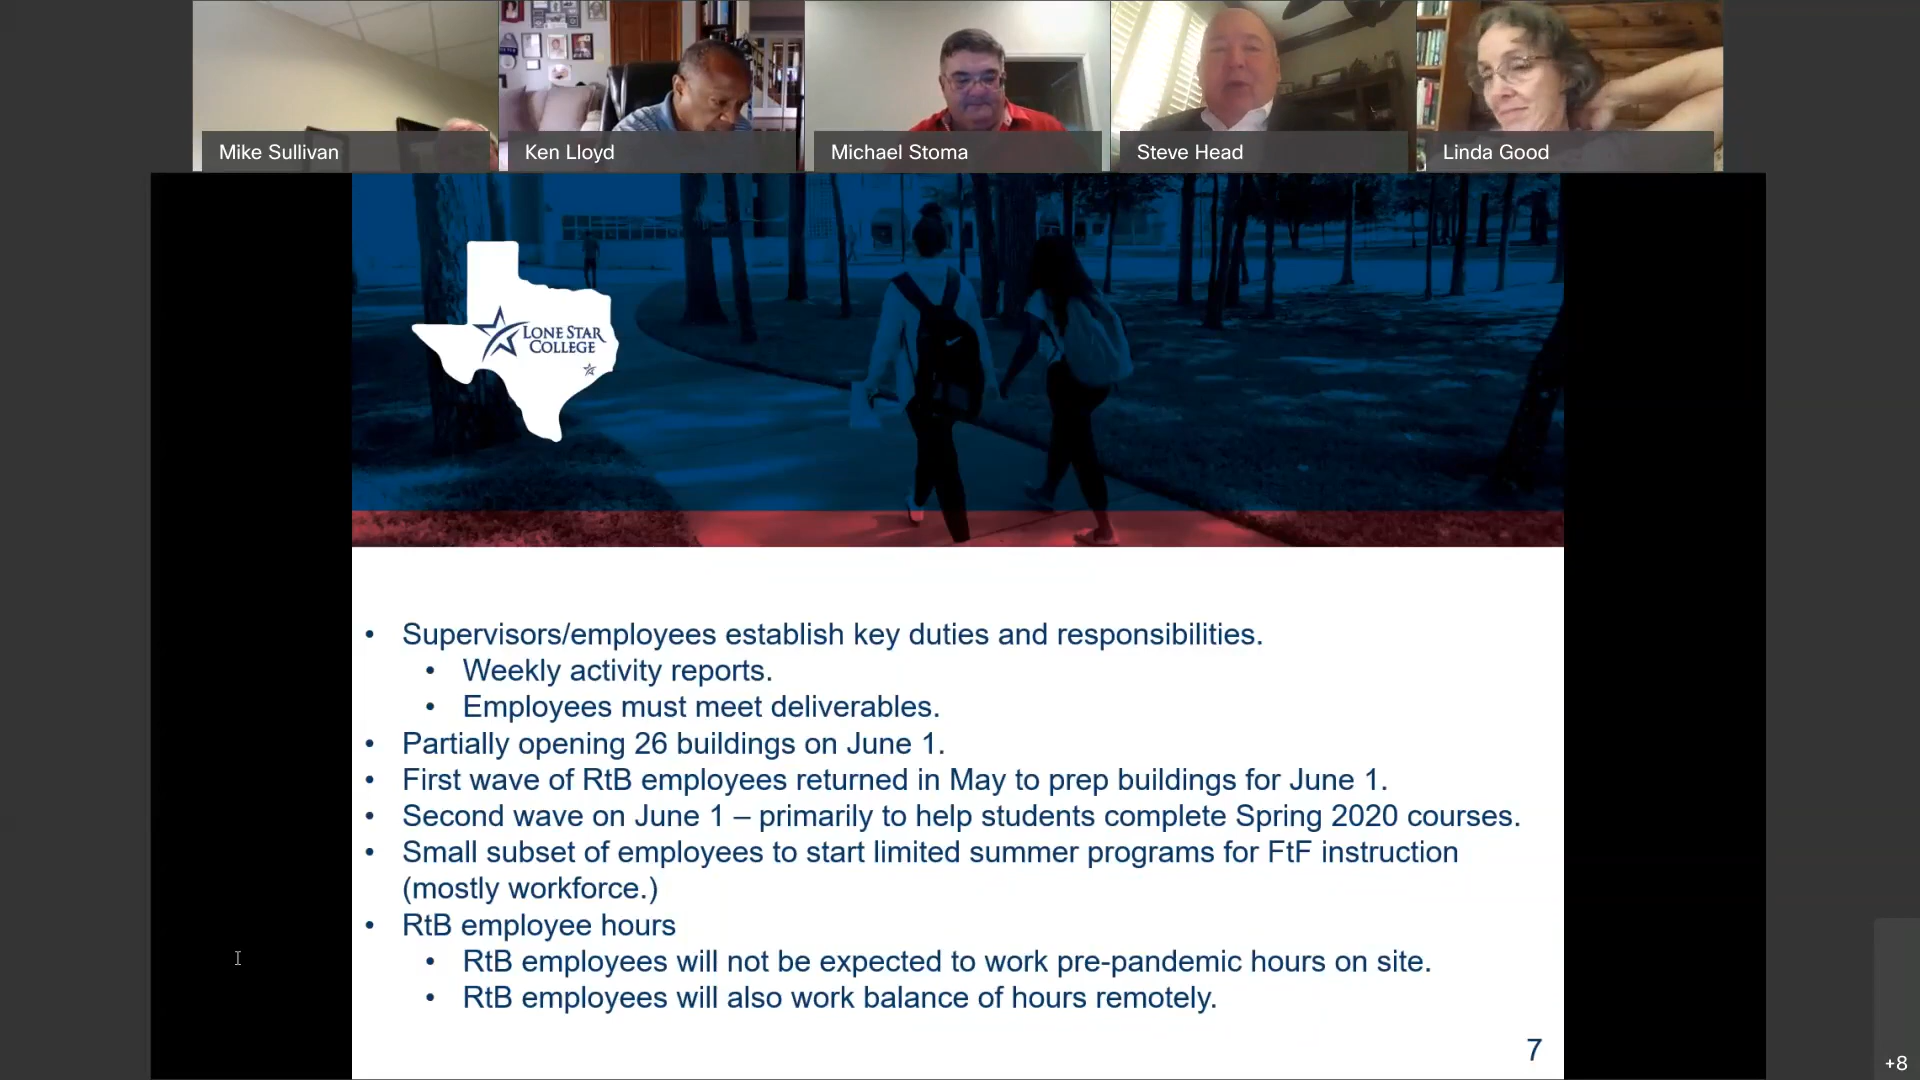 Mike Sullivan
Ken Lloyd
Michael Stoma
Steve Head
Linda Good
LONE STAR
COLLEGE
• Supervisors/employees establish key duties and responsibilities.
• Weekly activity reports.
• Employees must meet deliverables.
• Partially opening 26 buildings on June 1.
• First wave of RtB employees returned in May to prep buildings for June 1.
• Second wave on June 1 – primarily to help students complete Spring 2020 courses.
• Small subset of employees to start limited summer programs for FtF instruction
(mostly workforce.)
• RtB employee hours
• RtB employees will not be expected to work pre-pandemic hours on site.
• RtB employees will also work balance of hours remotely.
7
+8